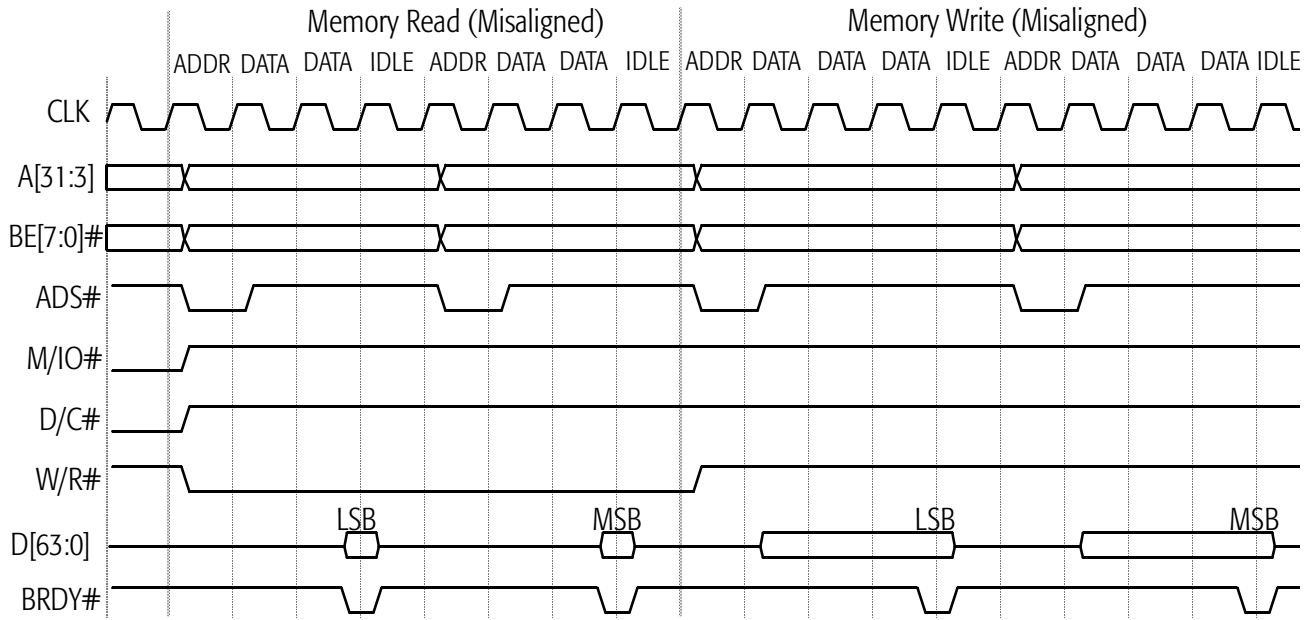 Memory Read (Misaligned) Memory Write (Misaligned)
ADDR DATA DATA IDLE ADDR DATA DATA IDLE ADDR DATA DATA DATA IDLE ADDR DATA DATA DATA IDLE
CLK
A[31:3]
BE[7:0]#
ADS#
M/IO#
D/C#
W/R#
LSB MSB LSB MSB
D[63:0]
BRDY#